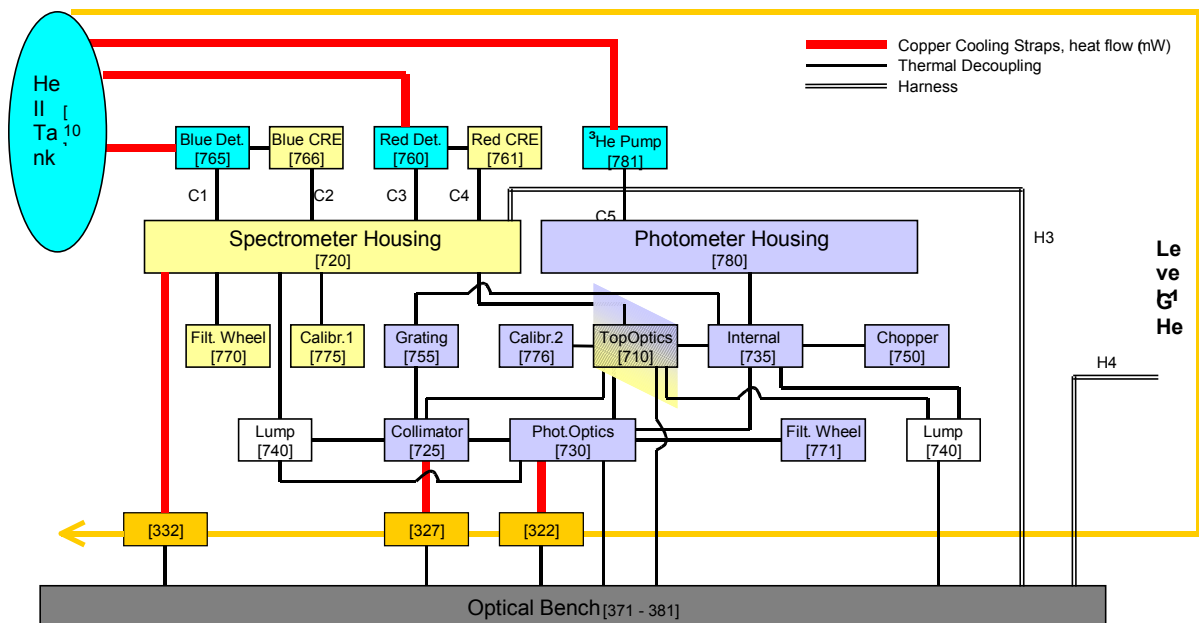 Copper Cooling Straps, heat flow (mW)
Thermal Decoupling
Harness
He
II
Ta
nk
[
10
]
Blue Det.
[765]
Blue CRE
[766]
Red Det.
[760]
Red CRE
[761]
³He Pump
[781]
C1
C2
C3
C4
C5
Spectrometer Housing
[720]
Photometer Housing
[780]
H3
Le
ve
l 1
G
He
Filt. Wheel
[770]
Calibr.1
[775]
Grating
[755]
Calibr.2
[776]
TopOptics
[710]
Internal
[735]
Chopper
[750]
H4
Lump
[740]
Collimator
[725]
Phot.Optics
[730]
Filt. Wheel
[771]
Lump
[740]
[332]
[327]
[322]
Optical Bench [371 - 381]